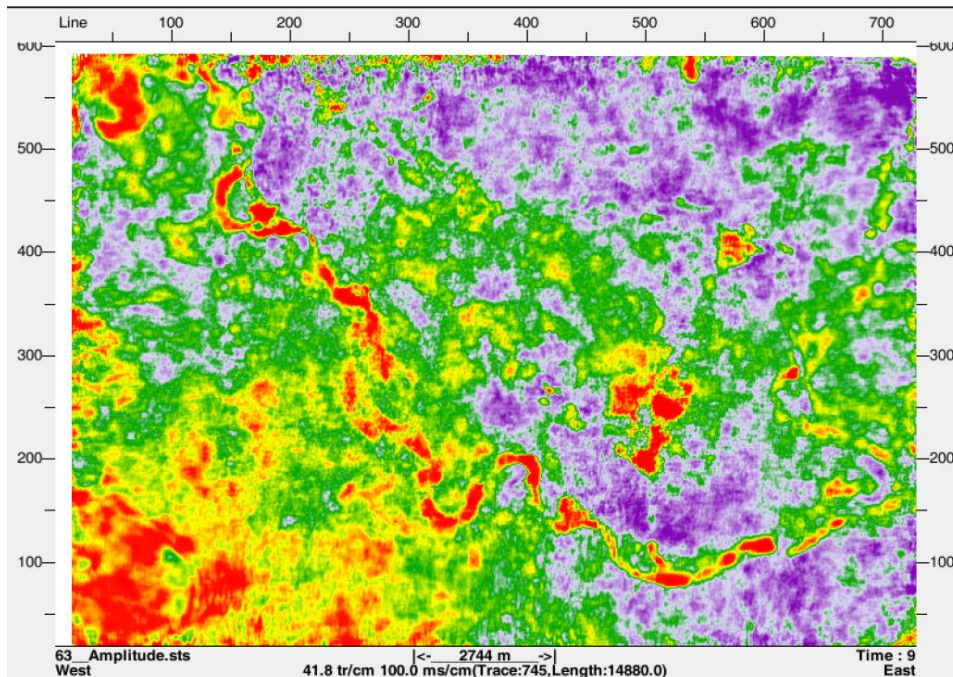 Line 100 200 300 400 500 600 700
600 600
500 500
400 400
300 300
200 200
100 100
63__Amplitude.sts |<-___2744 m___->| Time : 9
West 41.8 tr/cm 100.0 ms/cm(Trace:745,Length:14880.0) East